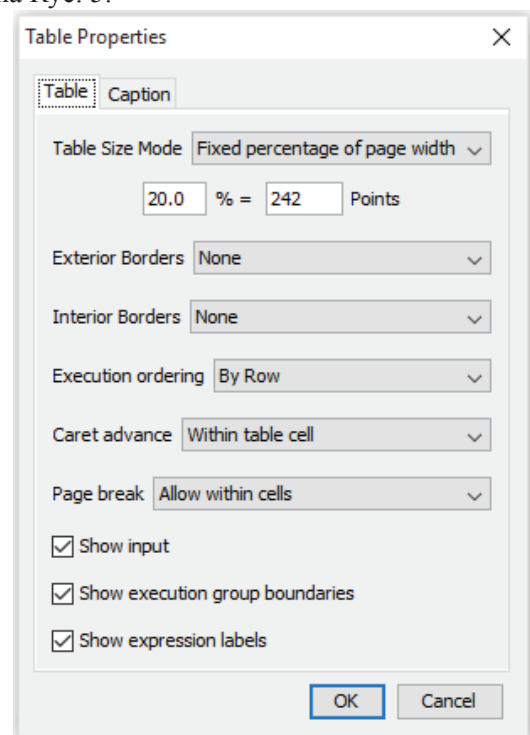 Table Properties
Table Caption
Table Size Mode Fixed percentage of page width
20.0 % = 242 Points
Exterior Borders None
Interior Borders None
Execution ordering By Row
Caret advance Within table cell
Page break Allow within cells
Show input
Show execution group boundaries
Show expression labels
OK Cancel